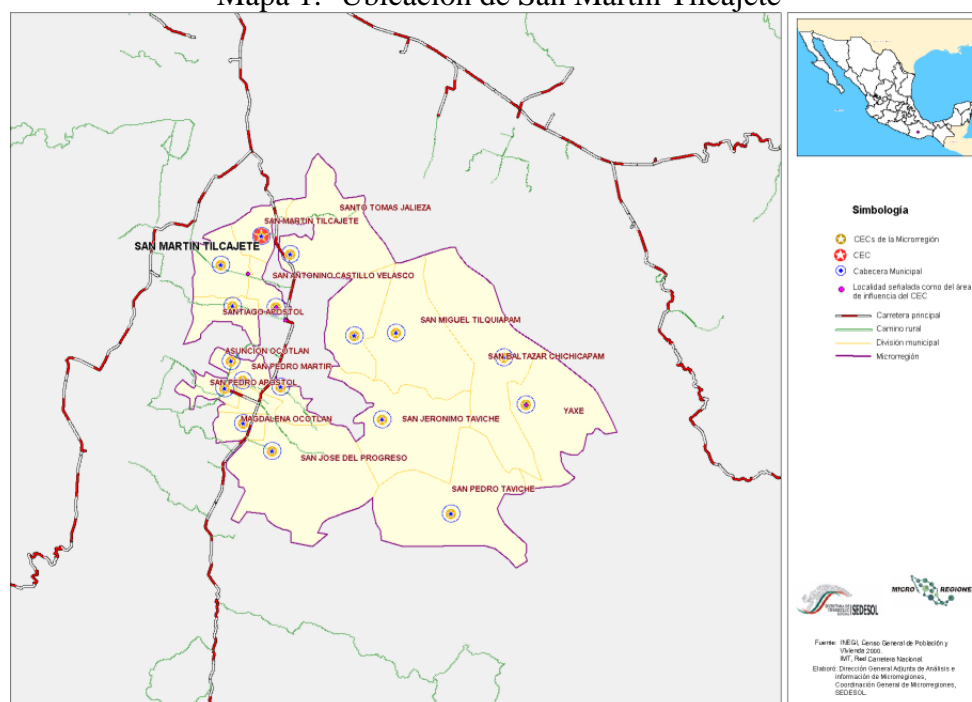 Mapa 1. Ubicación de San Martín Tilcajete
SANTO TOMAS JALIEZA
SAN MARTIN TILCAJETE
SAN MARTIN TILCAJETE
SAN ANTONINO CASTILLO VELASCO
SANTIAGO APOSTOL
SAN MIGUEL TILQUIAPAM
ASUNCION OCOTLAN
SAN BALTAZAR CHICHICAPAM
SAN PEDRO MARTIR
SAN PEDRO APOSTOL
YAXE
MAGDALENA OCOTLAN
SAN JERONIMO TAVICHE
SAN JOSE DEL PROGRESO
SAN PEDRO TAVICHE
Simbología
CECs de la Microrregión
CEC
Cabecera Municipal
Localidad señalada como del área
de influencia del CEC
Carretera principal
Camino rural
División municipal
Microrregión
SECRETARIA DE
DESARROLLO
SOCIAL
SEDESOL
MICRO REGIONES
Fuente: INEGI, Censo General de Población y
Vivienda 2000.
IMT, Red Carretera Nacional.
Elaboró: Dirección General Adjunta de Análisis e
Información de Microrregiones,
Coordinación General de Microrregiones,
SEDESOL.